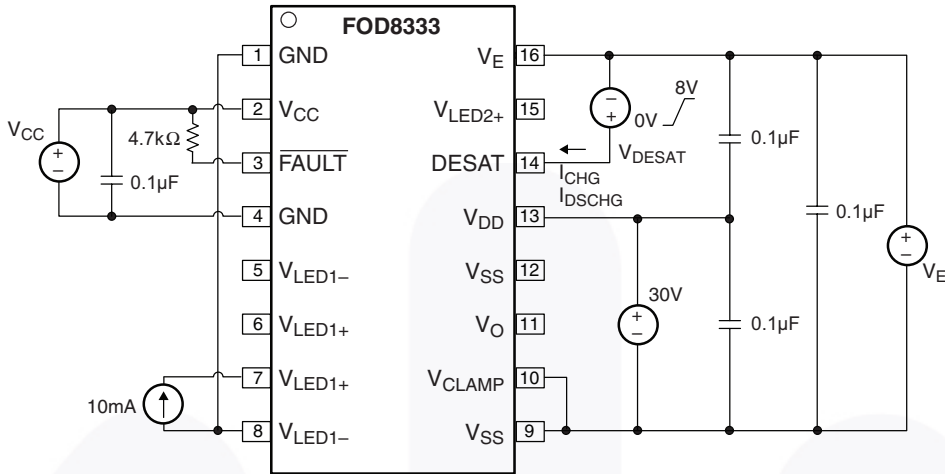 FOD8333
1 GND
2 VCC
3 FAULT
4 GND
5 VLED1–
6 VLED1+
7 VLED1+
8 VLED1–
VE 16
VLED2+ 15
DESAT 14
VDD 13
VSS 12
VO 11
VCLAMP 10
VSS 9
VCC
+
–
4.7kΩ
0.1µF
10mA
–
+
0V
8V
VDESAT
ICHG
IDSCHG
0.1µF
30V
+
–
0.1µF
0.1µF
+
–
VE